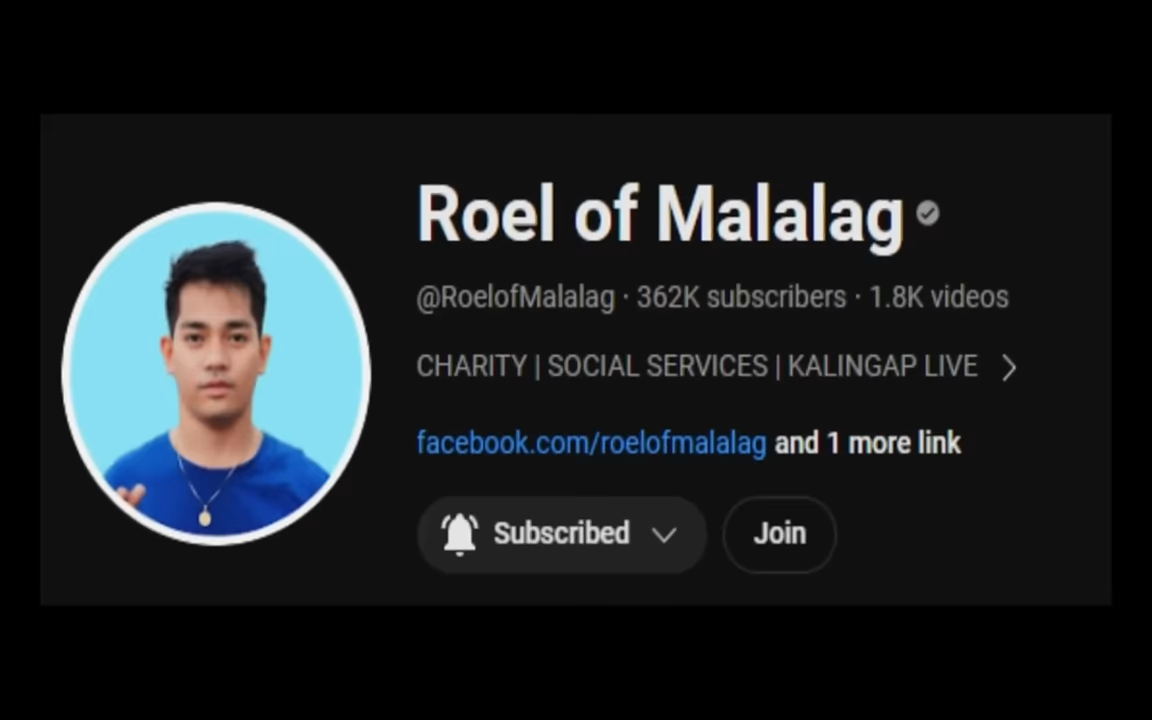 Roel of Malalag
@RoelofMalalag · 362K subscribers · 1.8K videos
CHARITY | SOCIAL SERVICES | KALINGAP LIVE
facebook.com/roelofmalalag and 1 more link
Subscribed
Join